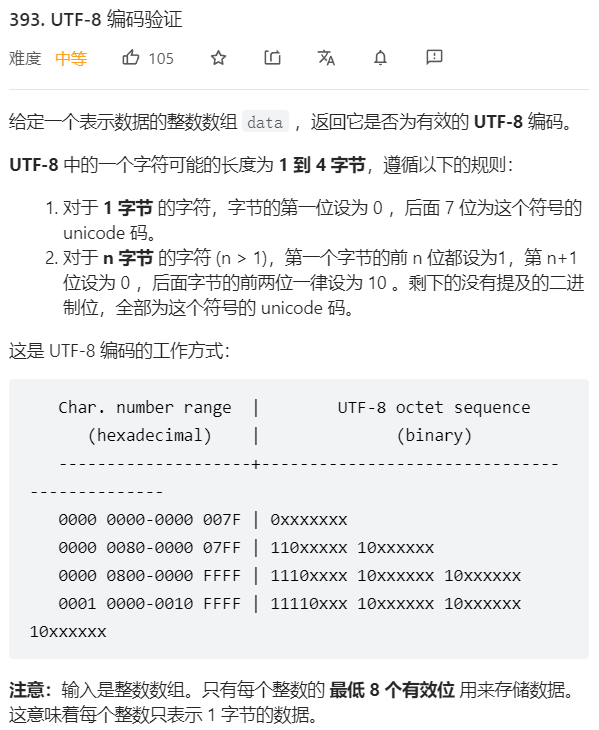 393. UTF-8 编码验证
难度 中等 105
给定一个表示数据的整数数组 data ，返回它是否为有效的 UTF-8 编码。
UTF-8 中的一个字符可能的长度为 1 到 4 字节，遵循以下的规则：
1. 对于 1 字节 的字符，字节的第一位设为 0 ，后面 7 位为这个符号的
unicode 码。
2. 对于 n 字节 的字符 (n > 1)，第一个字节的前 n 位都设为1，第 n+1
位设为 0 ，后面字节的前两位一律设为 10 。剩下的没有提及的二进
制位，全部为这个符号的 unicode 码。
这是 UTF-8 编码的工作方式：
Char. number range | UTF-8 octet sequence
(hexadecimal) | (binary)
--------------------+------------------------------
--------------
0000 0000-0000 007F | 0xxxxxxx
0000 0080-0000 07FF | 110xxxxx 10xxxxxx
0000 0800-0000 FFFF | 1110xxxx 10xxxxxx 10xxxxxx
0001 0000-0010 FFFF | 11110xxx 10xxxxxx 10xxxxxx
10xxxxxx
注意：输入是整数数组。只有每个整数的 最低 8 个有效位 用来存储数据。
这意味着每个整数只表示 1 字节的数据。